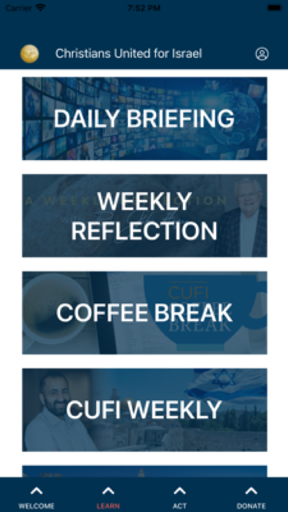 Carrier 7:52 PM
Christians United for Israel
DAILY BRIEFING
A WEEKLY REFLECTION
WEEKLY
REFLECTION
CUFI
COFFEE BREAK
BREAK
CUFI WEEKLY
WELCOME LEARN ACT DONATE